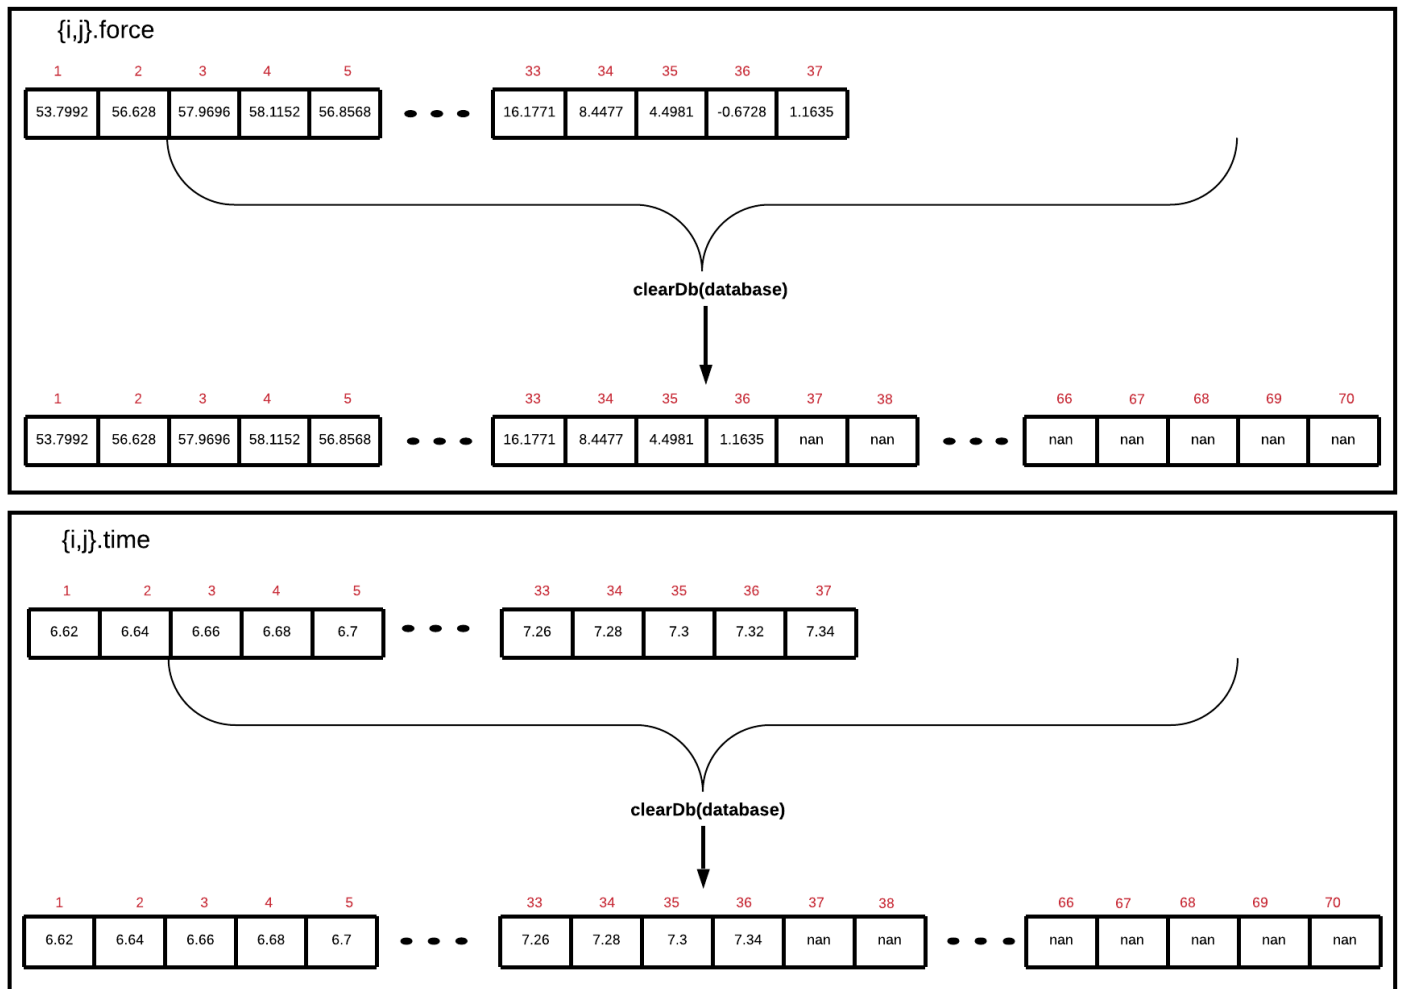 {i,j}.force
1 2 3 4 5 33 34 35 36 37
53.7992 56.628 57.9696 58.1152 56.8568 16.1771 8.4477 4.4981 -0.6728 1.1635
clearDb(database)
1 2 3 4 5 33 34 35 36 37 38 66 67 68 69 70
53.7992 56.628 57.9696 58.1152 56.8568 16.1771 8.4477 4.4981 1.1635 nan nan nan nan nan nan nan
{i,j}.time
1 2 3 4 5 33 34 35 36 37
6.62 6.64 6.66 6.68 6.7 7.26 7.28 7.3 7.32 7.34
clearDb(database)
1 2 3 4 5 33 34 35 36 37 38 66 67 68 69 70
6.62 6.64 6.66 6.68 6.7 7.26 7.28 7.3 7.34 nan nan nan nan nan nan nan